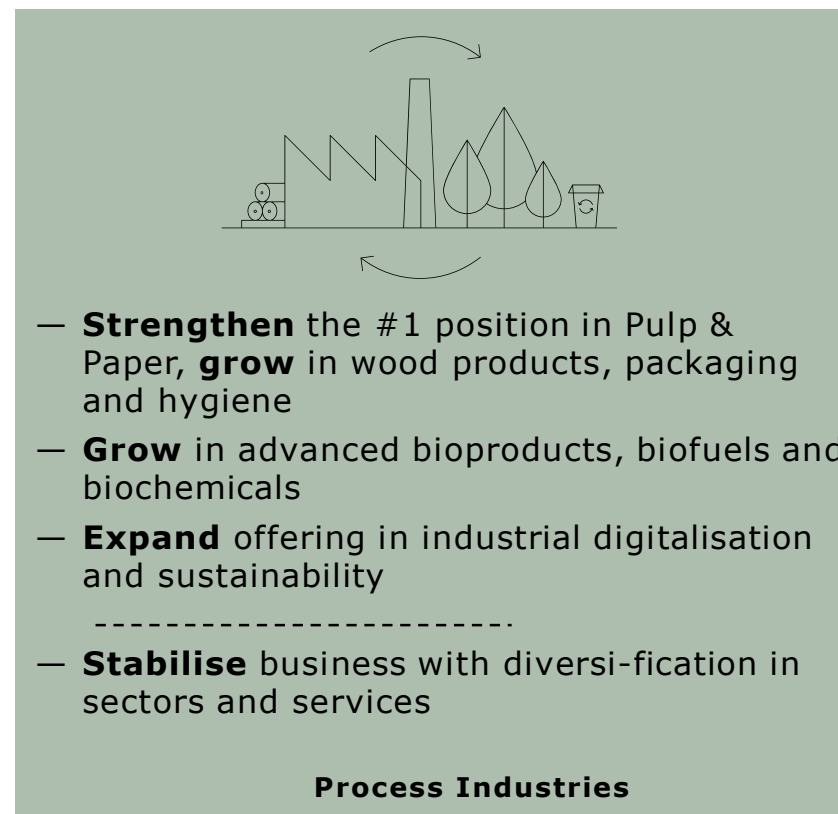 — Strengthen the #1 position in Pulp &
Paper, grow in wood products, packaging
and hygiene
— Grow in advanced bioproducts, biofuels and
biochemicals
— Expand offering in industrial digitalisation
and sustainability
— Stabilise business with diversi-fication in
sectors and services
Process Industries